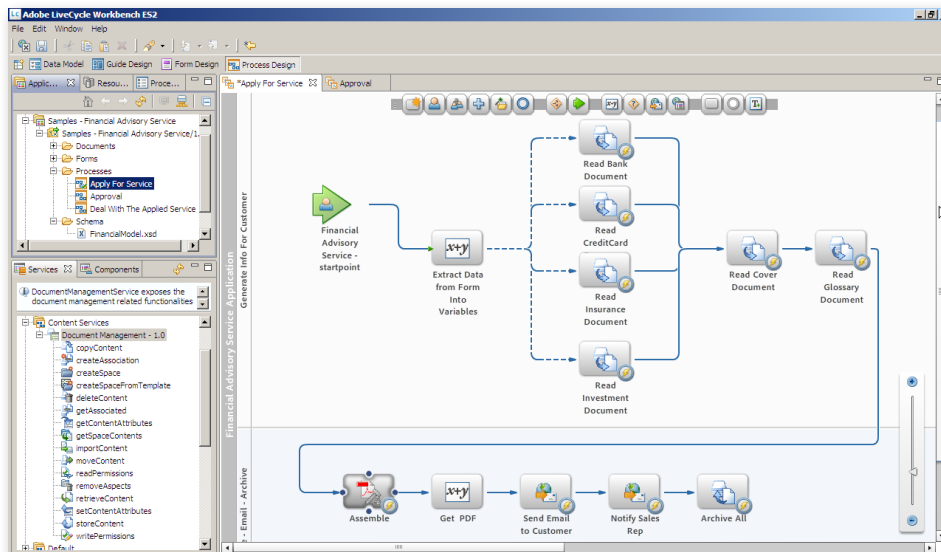 LC Adobe LiveCycle Workbench ES2
File Edit Window Help
Data Model Guide Design Form Design Process Design
Applic... Resou... Proce...
*Apply For Service Approval
Samples - Financial Advisory Service
Samples - Financial Advisory Service/1.
Documents
Forms
Processes
Apply For Service
Approval
Deal With The Applied Service
Schema
X FinancialModel.xsd
Services Components
DocumentManagementService exposes the
document management related functionalities
Content Services
Document Management - 1.0
copyContent
createAssociation
createSpace
createSpaceFromTemplate
deleteContent
getAssociated
getContentAttributes
getSpaceContents
importContent
moveContent
readPermissions
removeAspects
retrieveContent
setContentAttributes
storeContent
writePermissions
Default
Financial Advisory Service Application
Generate Info For Customer
- Email - Archive
Financial
Advisory
Service -
startpoint
x+y
Extract Data
from Form
Into
Variables
Read Bank
Document
Read
CreditCard
Read
Insurance
Document
Read
Investment
Document
Read Cover
Document
Read
Glossary
Document
Assemble
x+y
Get PDF
Send Email
to Customer
Notify Sales
Rep
Archive All